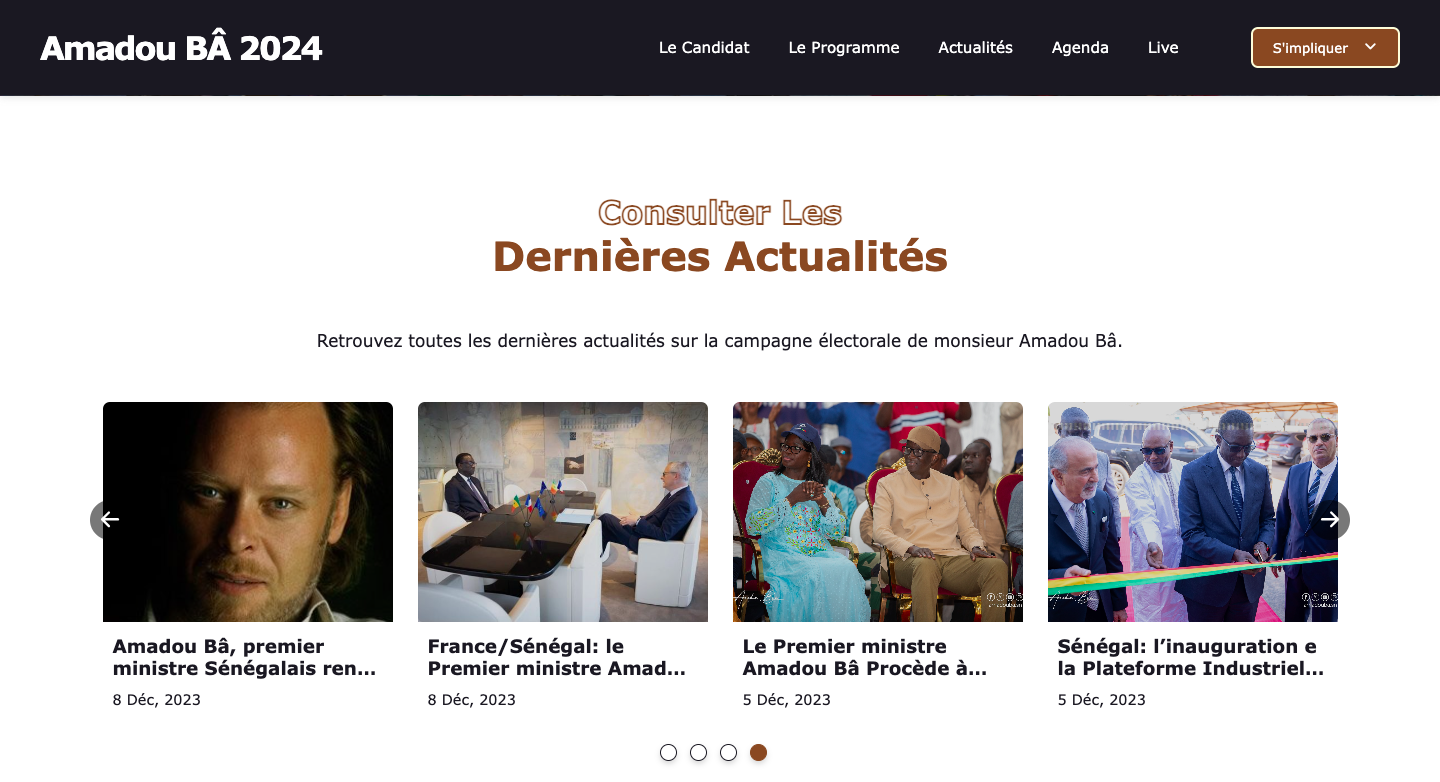 Amadou BÂ 2024
Le Candidat
Le Programme
Actualités
Agenda
Live
S'impliquer
Consulter Les
Dernières Actualités
Retrouvez toutes les dernières actualités sur la campagne électorale de monsieur Amadou Bâ.
Amadou Bâ, premier
ministre Sénégalais ren...
8 Déc, 2023
France/Sénégal: le
Premier ministre Amad...
8 Déc, 2023
amadouba.sn
Le Premier ministre
Amadou Bâ Procède à...
5 Déc, 2023
Sénégal: l’inauguration e
la Plateforme Industriel...
5 Déc, 2023